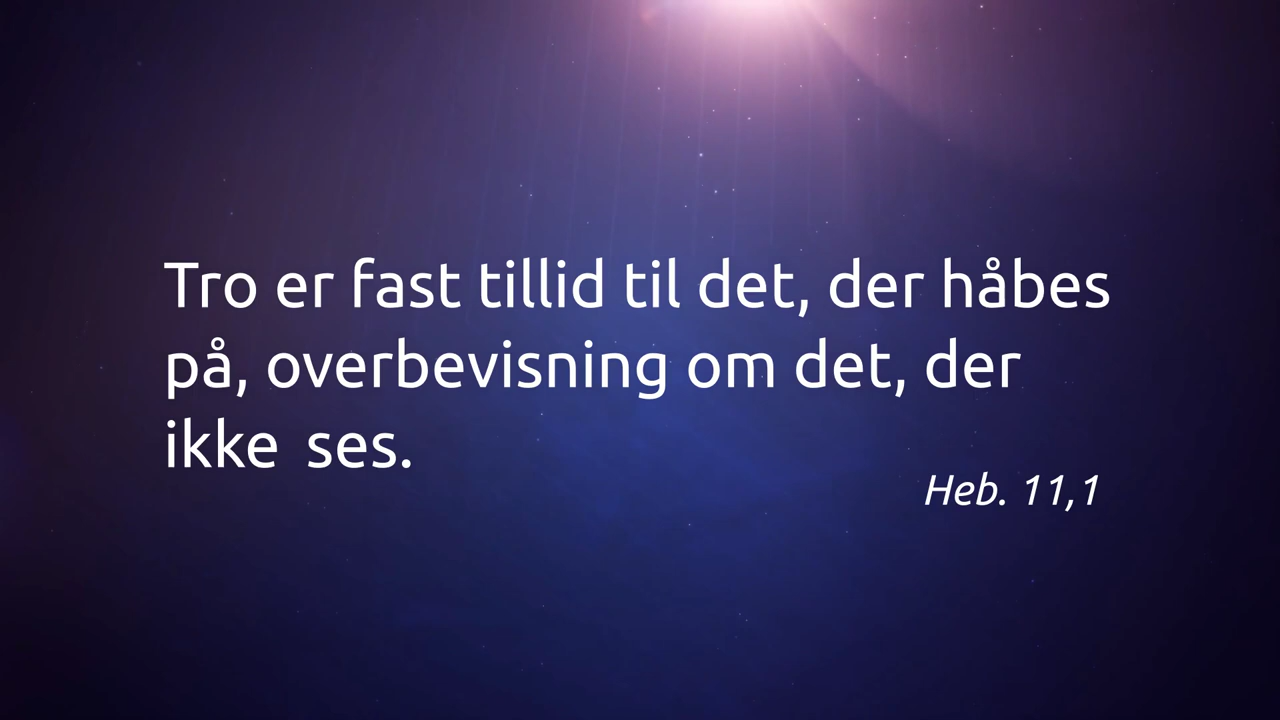 Tro er fast tillid til det, der håbes
på, overbevisning om det, der
ikke  ses.
Heb. 11,1